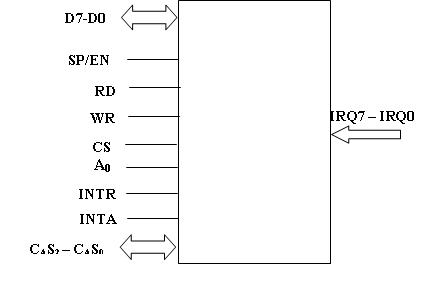 D7-D0
SP/EN
RD
WR
IRQ7 – IRQ0
CS
A0
INTR
INTA
CAS2 – CAS0